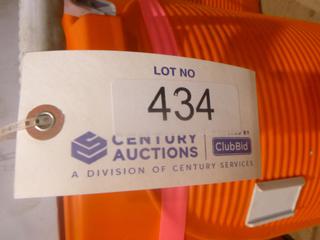 LOT NO
434
CENTURY
AUCTIONS
ClubBid
A DIVISION OF CENTURY SERVICES